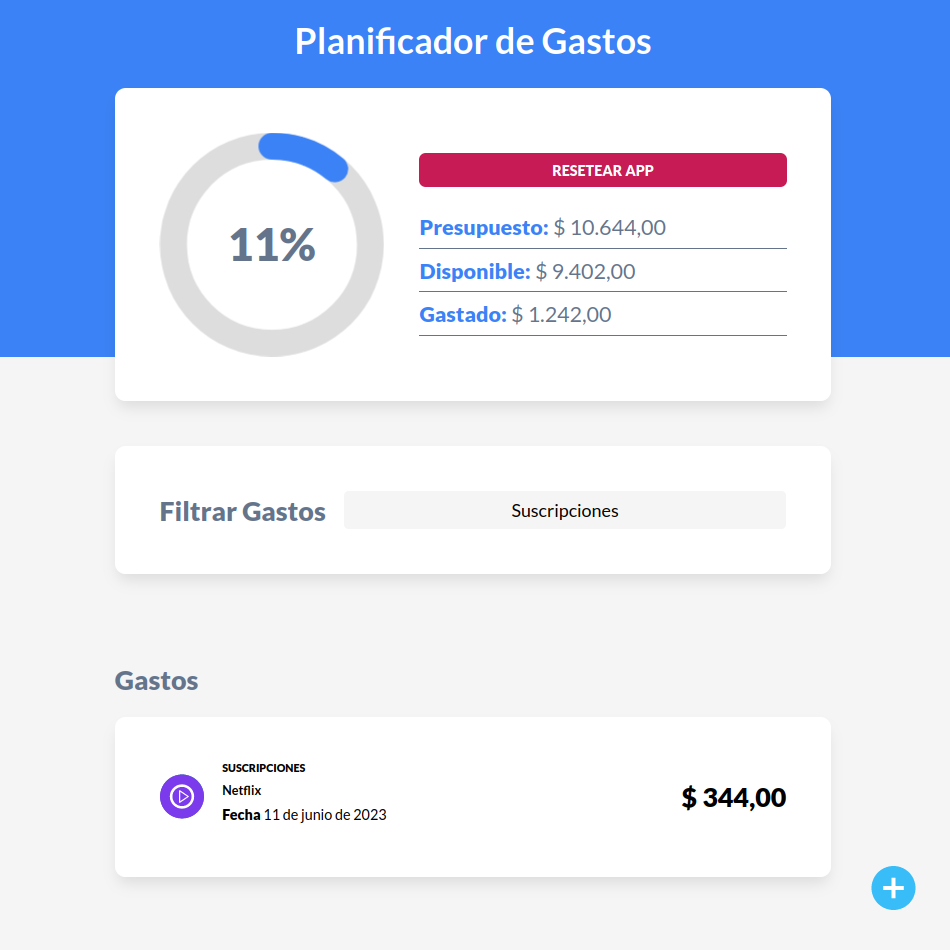 Planificador de Gastos
11%
RESETEAR APP
Presupuesto: $ 10.644,00
Disponible: $ 9.402,00
Gastado: $ 1.242,00
Filtrar Gastos
Suscripciones
Gastos
SUSCRIPCIONES
Netflix
Fecha 11 de junio de 2023
$ 344,00